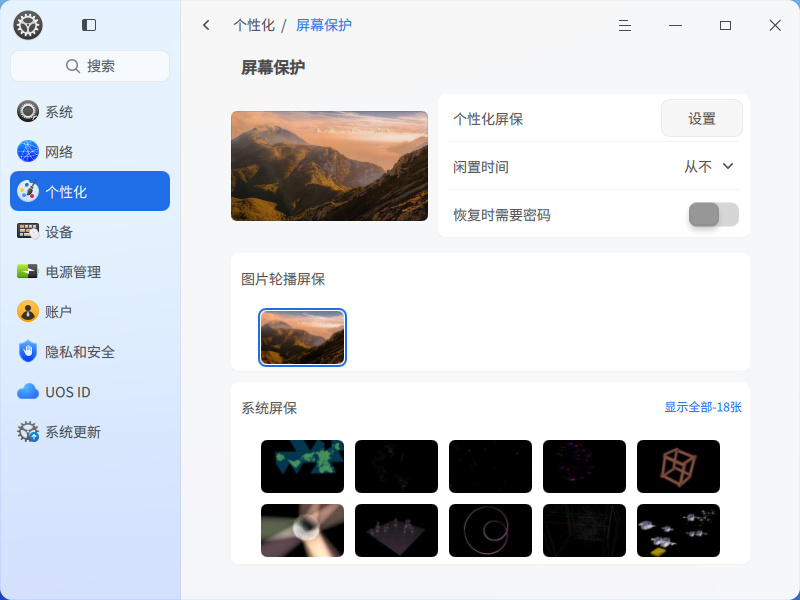 个性化 / 屏幕保护
搜索
系统
网络
个性化
设备
电源管理
账户
隐私和安全
UOS ID
系统更新
屏幕保护
个性化屏保
设置
闲置时间
从不
恢复时需要密码
图片轮播屏保
系统屏保
显示全部-18张